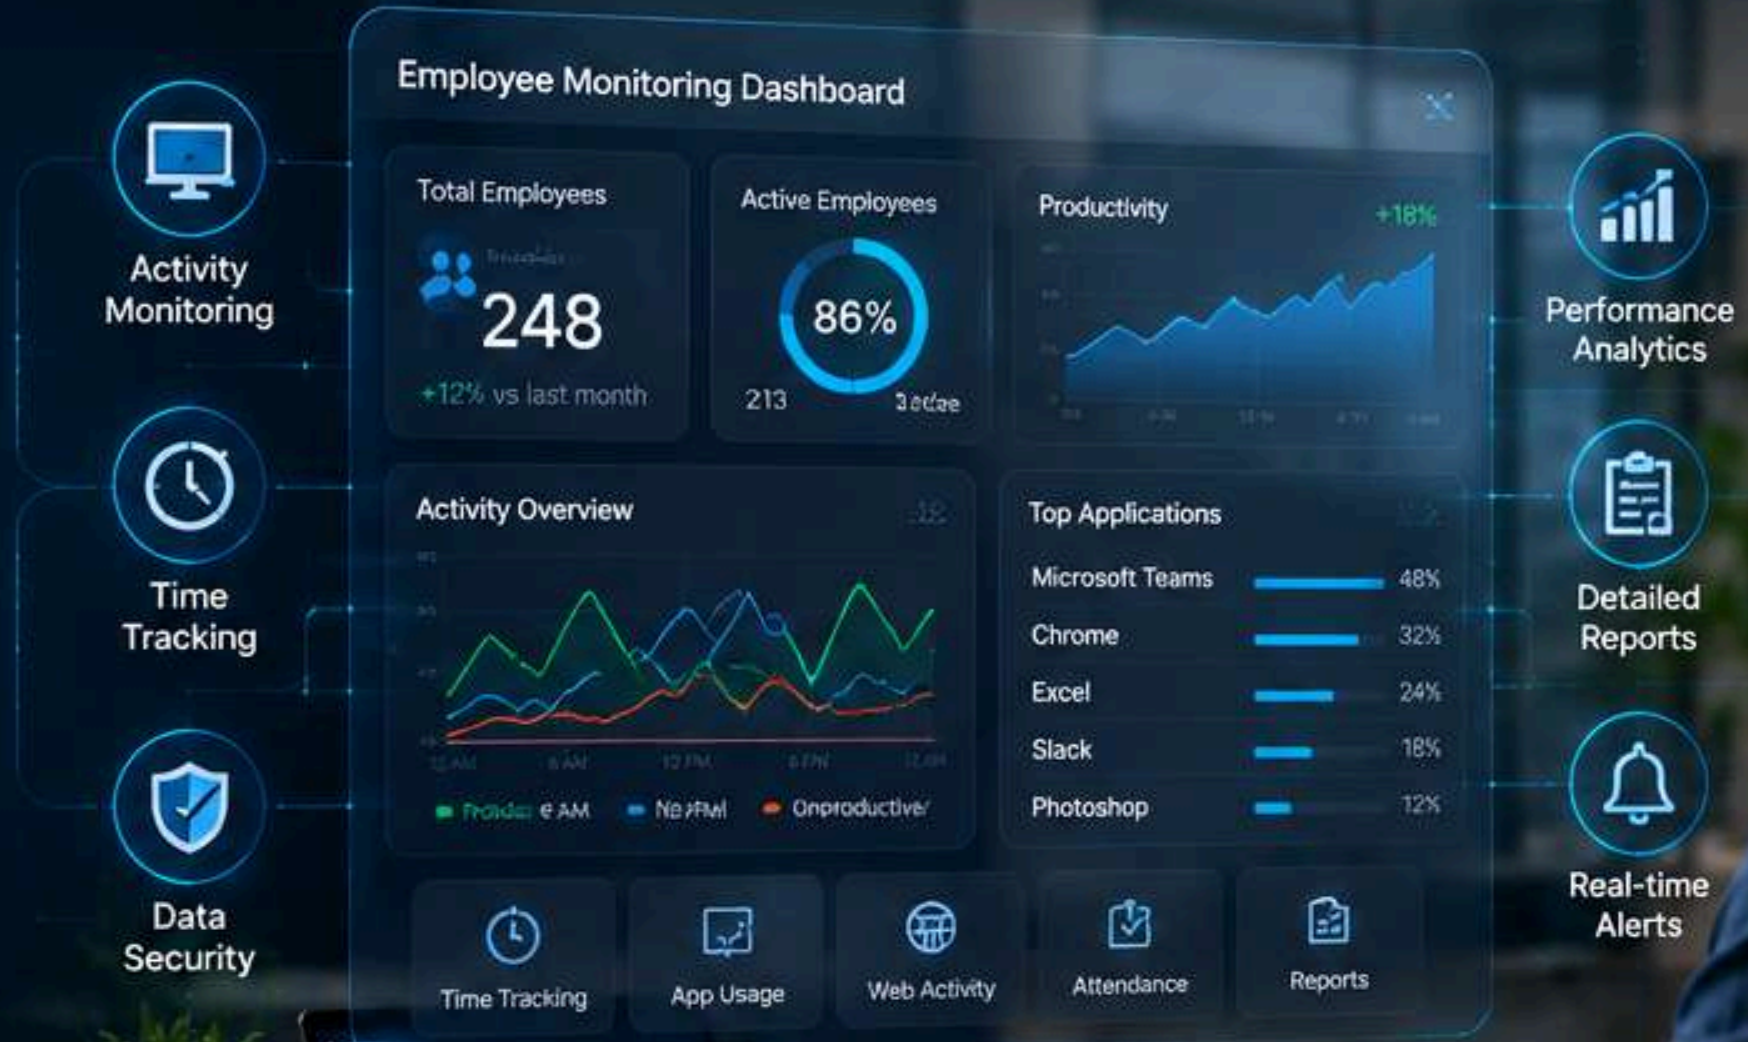 Employee Monitoring Dashboard
Activity
Monitoring
Time
Tracking
Data
Security
Total Employees
248
+12% vs last month
Active Employees
86%
213
Productivity
+18%
Activity Overview
Onproductive
Top Applications
Microsoft Teams 48%
Chrome 32%
Excel 24%
Slack 18%
Photoshop 12%
Time Tracking
App Usage
Web Activity
Attendance
Reports
Performance
Analytics
Detailed
Reports
Real-time
Alerts